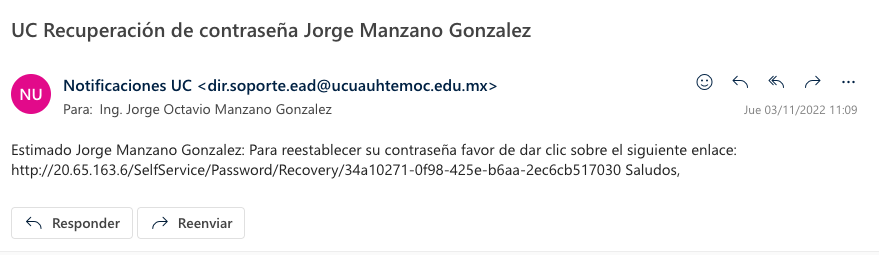 UC Recuperación de contraseña Jorge Manzano Gonzalez
NU
Notificaciones UC <dir.soporte.ead@ucuauhtemoc.edu.mx>
Para: Ing. Jorge Octavio Manzano Gonzalez
Jue 03/11/2022 11:09
Estimado Jorge Manzano Gonzalez: Para reestablecer su contraseña favor de dar clic sobre el siguiente enlace:
http://20.65.163.6/SelfService/Password/Recovery/34a10271-0f98-425e-b6aa-2ec6cb517030 Saludos,
Responder
Reenviar